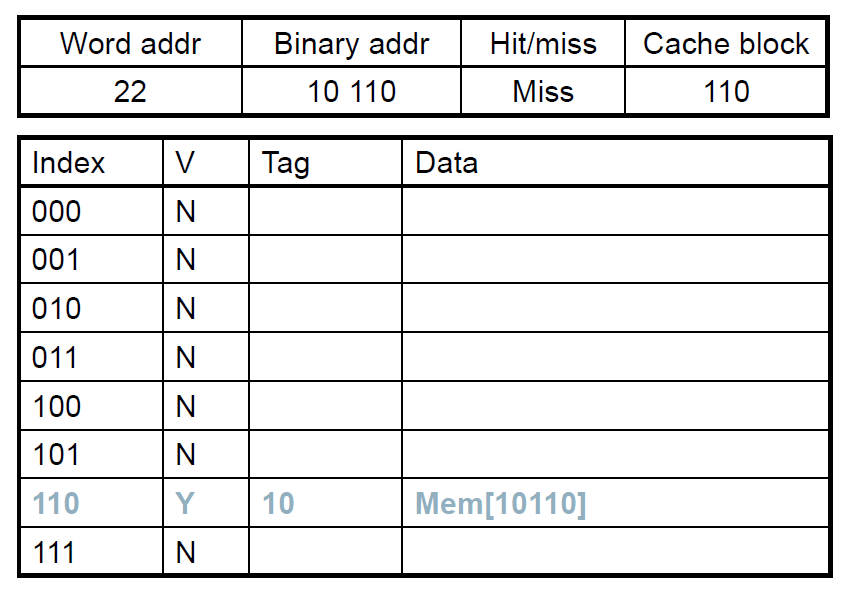 Word addr Binary addr Hit/miss Cache block
22 10 110 Miss 110
Index V Tag Data
000 N
001 N
010 N
011 N
100 N
101 N
110 Y 10 Mem[10110]
111 N